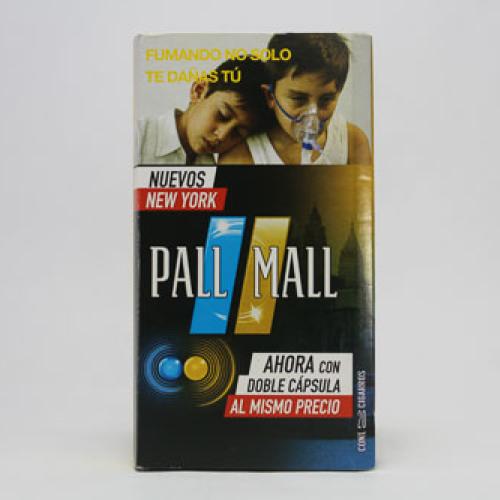 FUMANDO NO SOLO
TE DAÑAS TÚ
NUEVOS
NEW YORK
PALL MALL
AHORA CON
DOBLE CÁPSULA
AL MISMO PRECIO
CONT. CIGARROS